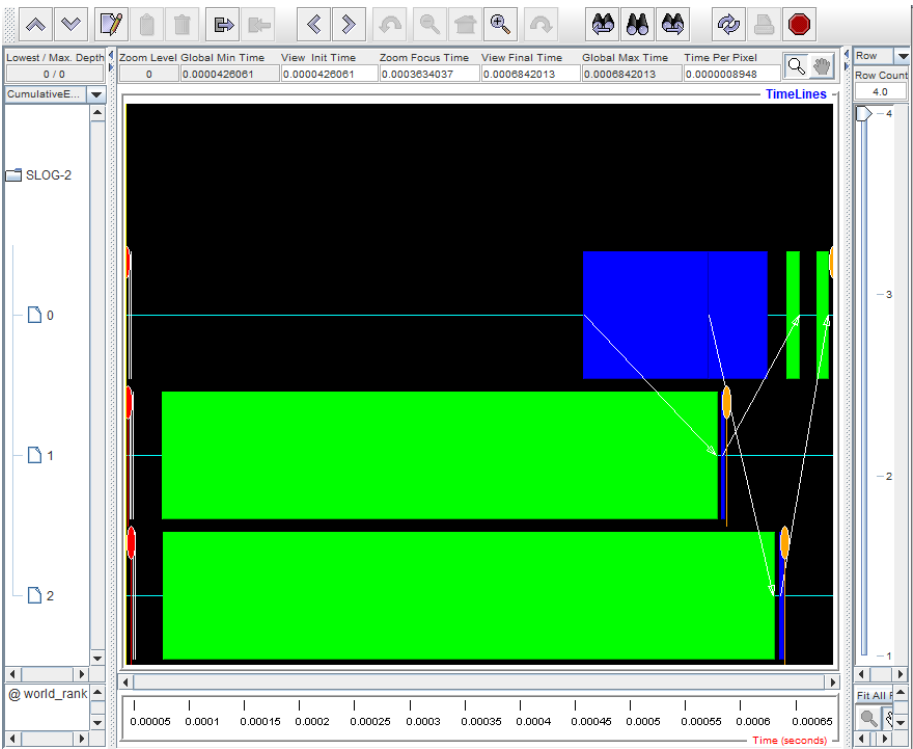 Lowest / Max. Depth
0 / 0
CumulativeE...
Zoom Level Global Min Time View Init Time Zoom Focus Time View Final Time Global Max Time Time Per Pixel
0 0.0000426061 0.0000426061 0.0003634037 0.0006842013 0.0006842013 0.0000008948
Row
Row Count
4.0
TimeLines
SLOG-2
0
1
2
4
3
2
1
@ world_rank
Fit All
0.00005 0.0001 0.00015 0.0002 0.00025 0.0003 0.00035 0.0004 0.00045 0.0005 0.00055 0.0006 0.00065
Time (seconds)